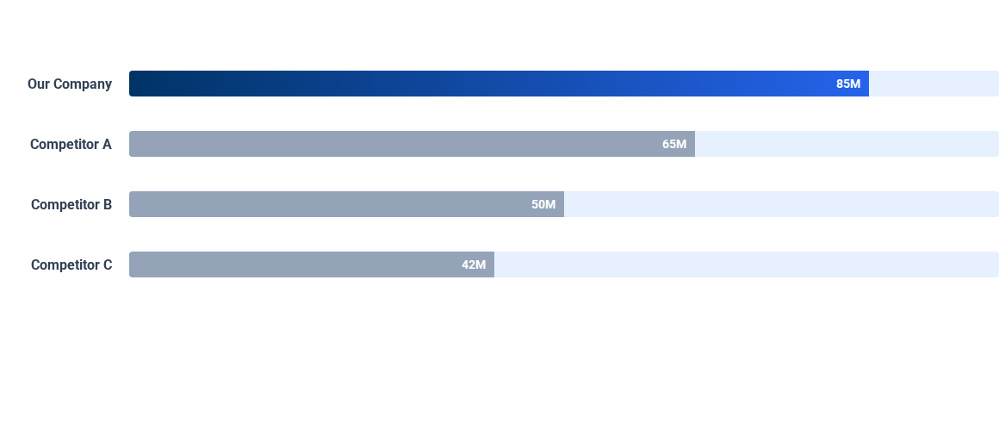 Our Company 85M
Competitor A 65M
Competitor B 50M
Competitor C 42M